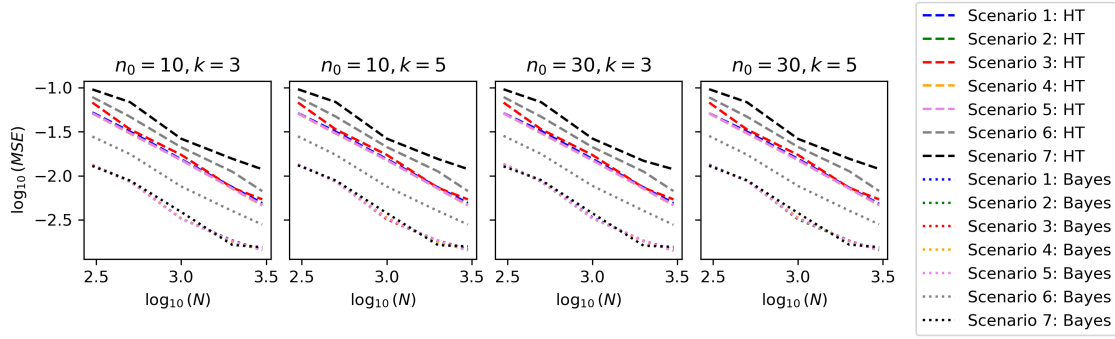 n₀ = 10, k = 3
n₀ = 10, k = 5
n₀ = 30, k = 3
n₀ = 30, k = 5
log₁₀(MSE)
−1.0
−1.5
−2.0
−2.5
2.5 3.0 3.5
2.5 3.0 3.5
2.5 3.0 3.5
2.5 3.0 3.5
log₁₀(N)
log₁₀(N)
log₁₀(N)
log₁₀(N)
Scenario 1: HT
Scenario 2: HT
Scenario 3: HT
Scenario 4: HT
Scenario 5: HT
Scenario 6: HT
Scenario 7: HT
Scenario 1: Bayes
Scenario 2: Bayes
Scenario 3: Bayes
Scenario 4: Bayes
Scenario 5: Bayes
Scenario 6: Bayes
Scenario 7: Bayes